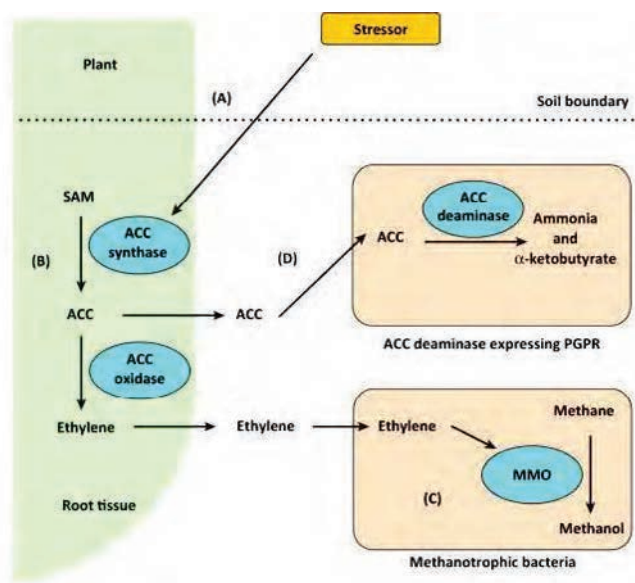 Stressor
Plant
(A)
Soil boundary
SAM
ACC
synthase
(B)
ACC
ACC
(D)
ACC
ACC
deaminase
Ammonia
and
α-ketobutyrate
ACC deaminase expressing PGPR
ACC
oxidase
Ethylene
Ethylene
Ethylene
Methane
MMO
(C)
Methanol
Root tissue
Methanotrophic bacteria